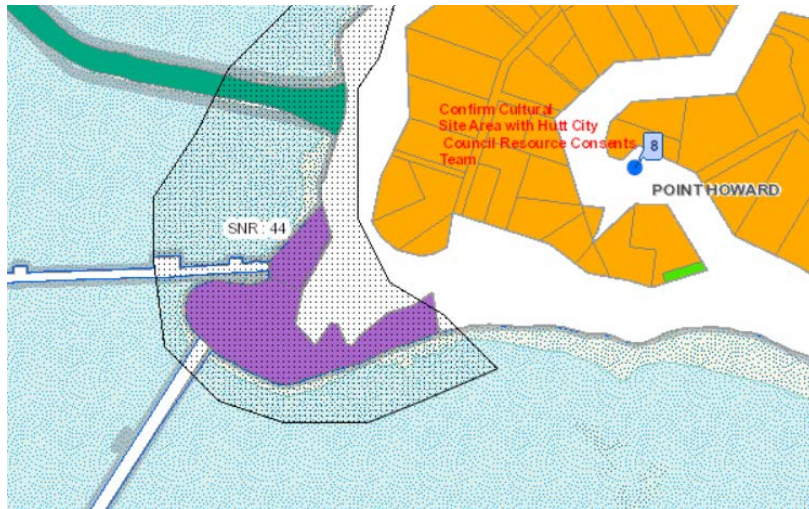 Confirm Cultural
Site Area with Hutt City
Council Resource Consents
Team
8
POINT HOWARD
SNR : 44